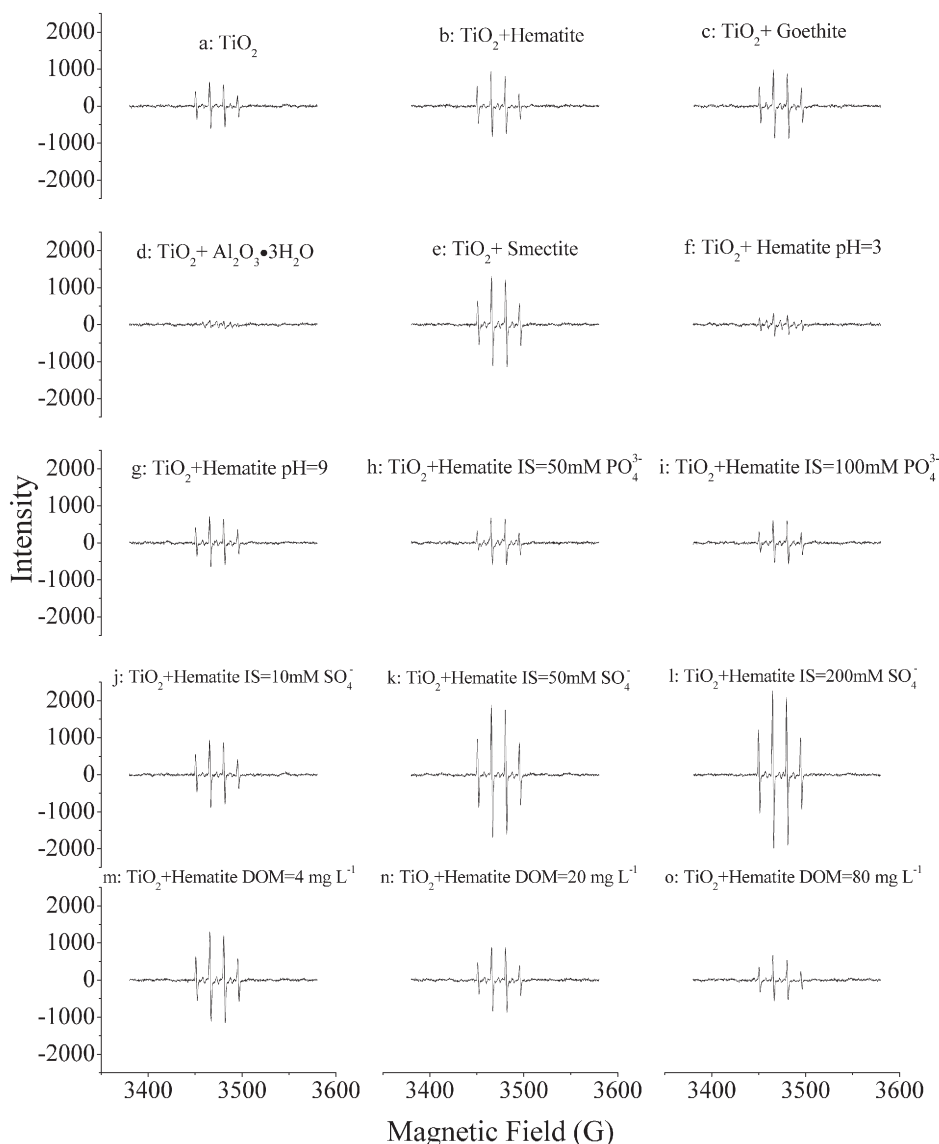 2000
1000
0
-1000
-2000
a: TiO₂
b: TiO₂+Hematite
c: TiO₂+ Goethite
2000
1000
0
-1000
-2000
d: TiO₂+ Al₂O₃•3H₂O
e: TiO₂+ Smectite
f: TiO₂+ Hematite pH=3
Intensity
2000
1000
0
-1000
-2000
g: TiO₂+Hematite pH=9
h: TiO₂+Hematite IS=50mM PO₄³⁻
i: TiO₂+Hematite IS=100mM PO₄³⁻
2000
1000
0
-1000
-2000
j: TiO₂+Hematite IS=10mM SO₄⁻
k: TiO₂+Hematite IS=50mM SO₄⁻
l: TiO₂+Hematite IS=200mM SO₄⁻
2000
1000
0
-1000
-2000
m: TiO₂+Hematite DOM=4 mg L⁻¹
n: TiO₂+Hematite DOM=20 mg L⁻¹
o: TiO₂+Hematite DOM=80 mg L⁻¹
3400 3500 3600 3400 3500 3600 3400 3500 3600
Magnetic Field (G)